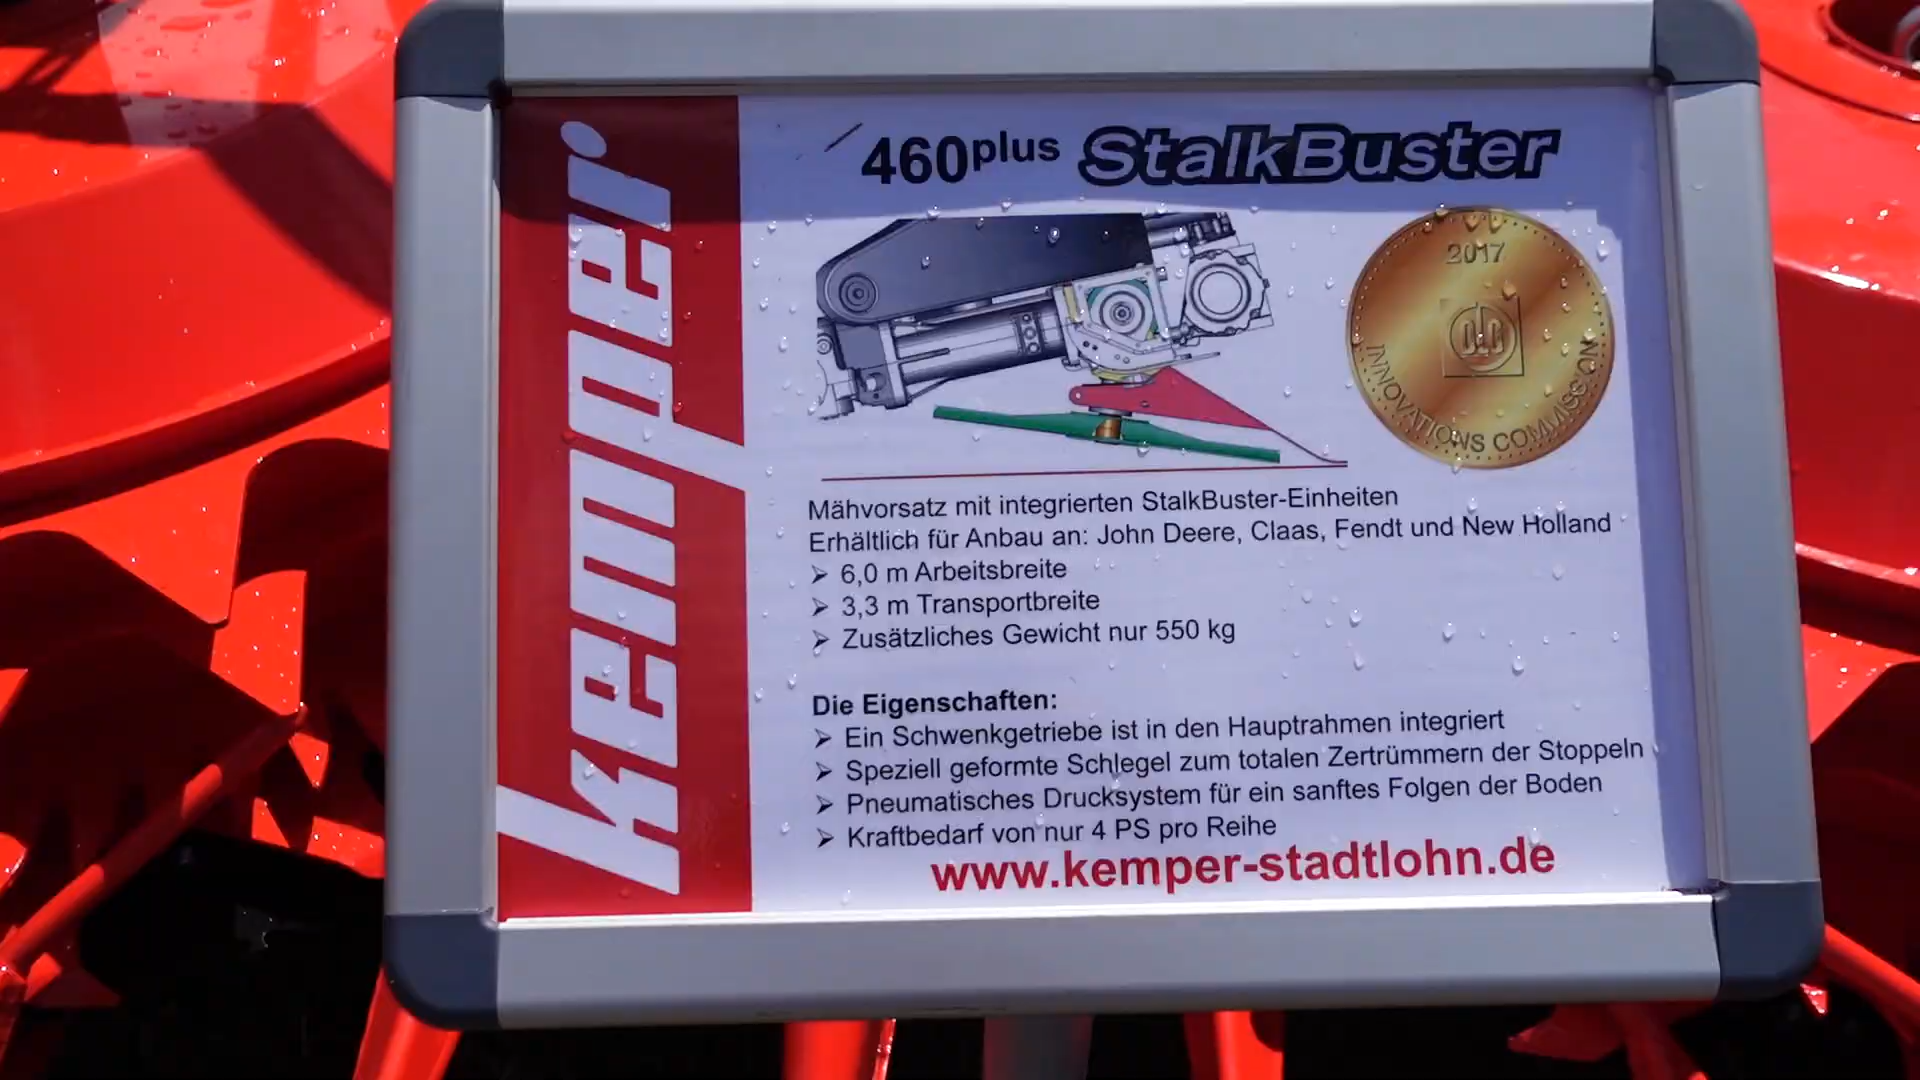 kemper
460plus StalkBuster
2017
DLG
INNOVATIONS COMMISSION
Mähvorsatz mit integrierten StalkBuster-Einheiten
Erhältlich für Anbau an: John Deere, Claas, Fendt und New Holland
➢ 6,0 m Arbeitsbreite
➢ 3,3 m Transportbreite
➢ Zusätzliches Gewicht nur 550 kg
Die Eigenschaften:
➢ Ein Schwenkgetriebe ist in den Hauptrahmen integriert
➢ Speziell geformte Schlegel zum totalen Zertrümmern der Stoppeln
➢ Pneumatisches Drucksystem für ein sanftes Folgen der Boden
➢ Kraftbedarf von nur 4 PS pro Reihe
www.kemper-stadtlohn.de